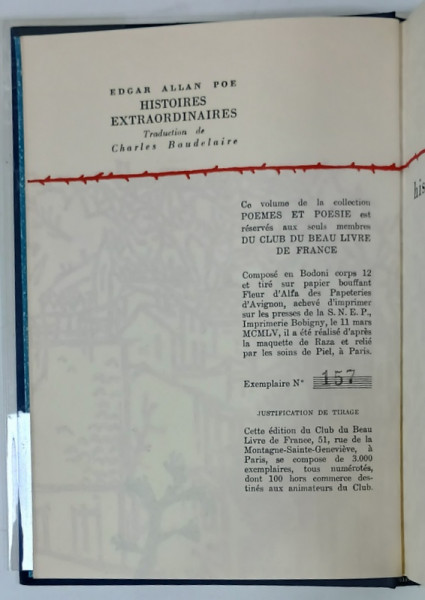 EDGAR ALLAN POE
HISTOIRES
EXTRAORDINAIRES
Traduction de
Charles Baudelaire
his
Ce volume de la collection
POEMES ET POESIE est
réservés aux seuls membres
DU CLUB DU BEAU LIVRE
DE FRANCE
Composé en Bodoni corps 12
et tiré sur papier bouffant
Fleur d'Alfa des Papeteries
d'Avignon, achevé d'imprimer
sur les presses de la S. N. E. P.,
Imprimerie Bobigny, le 11 mars
MCMLV, il a été réalisé d'après
la maquette de Raza et relié
par les soins de Piel, à Paris.
Exemplaire N° 157
JUSTIFICATION DE TIRAGE
Cette édition du Club du Beau
Livre de France, 51, rue de la
Montagne-Sainte-Geneviève, à
Paris, se compose de 3.000
exemplaires, tous numérotés,
dont 100 hors commerce des-
tinés aux animateurs du Club.